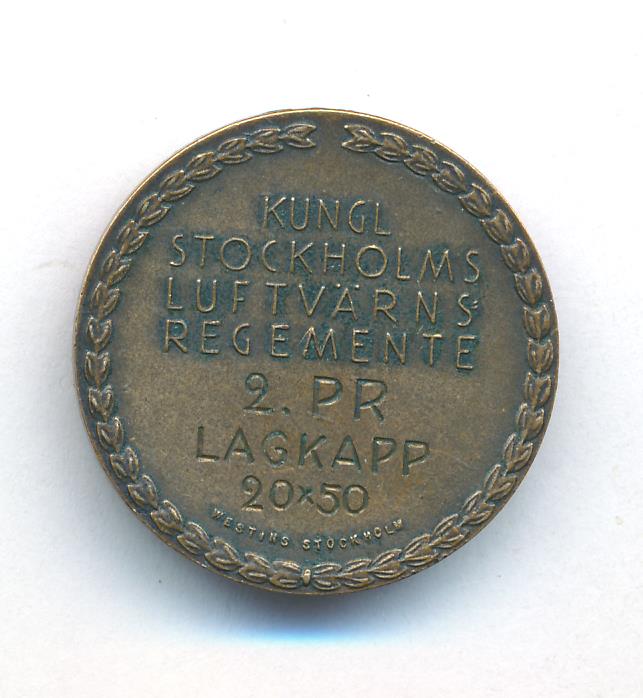 KUNGL
STOCKHOLMS
LUFTVÄRNS-
REGEMENTE
2. PR
LAGKAPP
20×50
WESTINS STOCKHOLM